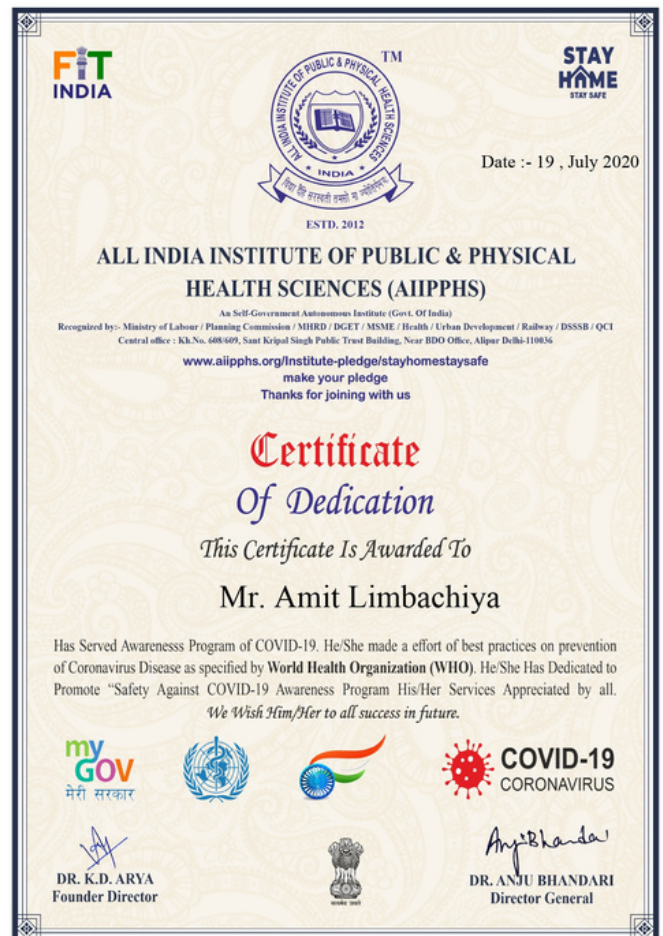 FiT
INDIA
ALL INDIA INSTITUTE OF PUBLIC & PHYSICAL HEALTH SCIENCES
INDIA
TM
ESTD. 2012
STAY
HOME
STAY SAFE
Date :- 19 , July 2020
ALL INDIA INSTITUTE OF PUBLIC & PHYSICAL
HEALTH SCIENCES (AIIPPHS)
An Self-Government Autonomous Institute (Govt. Of India)
Recognized by:- Ministry of Labour / Planning Commission / MHRD / DGET / MSME / Health / Urban Development / Railway / DSSSB / QCI
Central office : Kh.No. 608/609, Sant Kripal Singh Public Trust Building, Near BDO Office, Alipur Delhi-110036
www.aiipphs.org/Institute-pledge/stayhomestaysafe
make your pledge
Thanks for joining with us
Certificate
Of Dedication
This Certificate Is Awarded To
Mr. Amit Limbachiya
Has Served Awarenesss Program of COVID-19. He/She made a effort of best practices on prevention
of Coronavirus Disease as specified by World Health Organization (WHO). He/She Has Dedicated to
Promote “Safety Against COVID-19 Awareness Program His/Her Services Appreciated by all.
We Wish Him/Her to all success in future.
my
GOV
मेरी सरकार
COVID-19
CORONAVIRUS
DR. K.D. ARYA
Founder Director
सत्यमेव जयते
AnjuBhandari
DR. ANJU BHANDARI
Director General